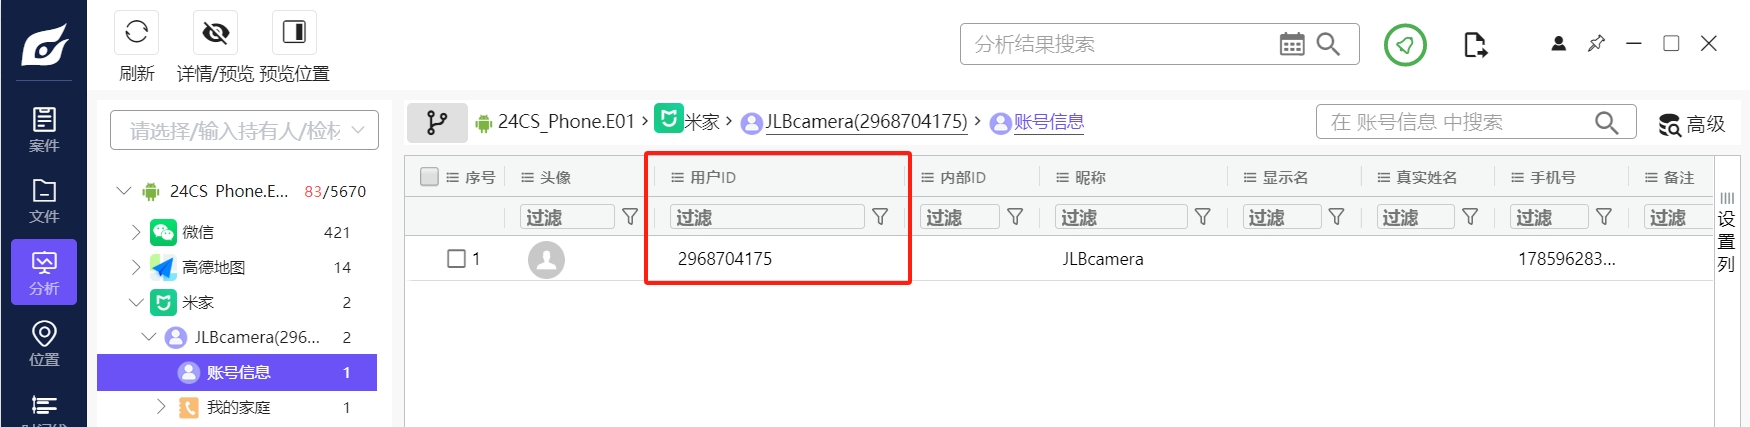 分析结果搜索
刷新 详情/预览 预览位置
案件
文件
分析
位置
请选择/输入持有人/检材
24CS_Phone.E... 83/5670
微信 421
高德地图 14
米家 2
JLBcamera(296... 2
账号信息 1
我的家庭 1
24CS_Phone.E01 › 米家 › JLBcamera(2968704175) › 账号信息
在 账号信息 中搜索
高级
序号 头像 用户ID 内部ID 昵称 显示名 真实姓名 手机号 备注
过滤 过滤 过滤 过滤 过滤 过滤 过滤 过滤
1 2968704175 JLBcamera 178596283...
设置列